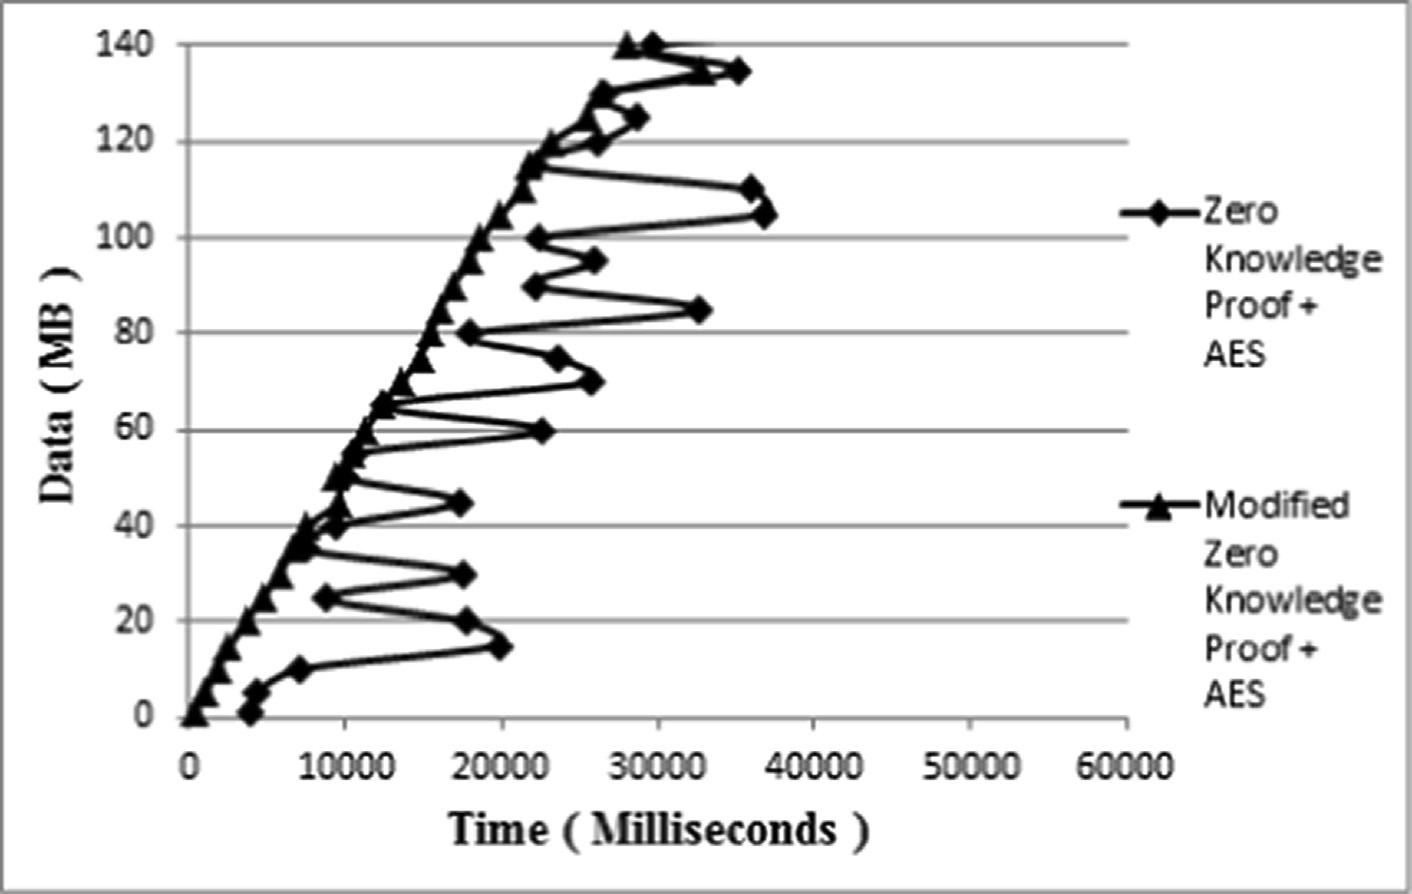 140
120
100
80
60
40
20
0
Data ( MB )
0 10000 20000 30000 40000 50000 60000
Time ( Milliseconds )
Zero
Knowledge
Proof +
AES
Modified
Zero
Knowledge
Proof +
AES